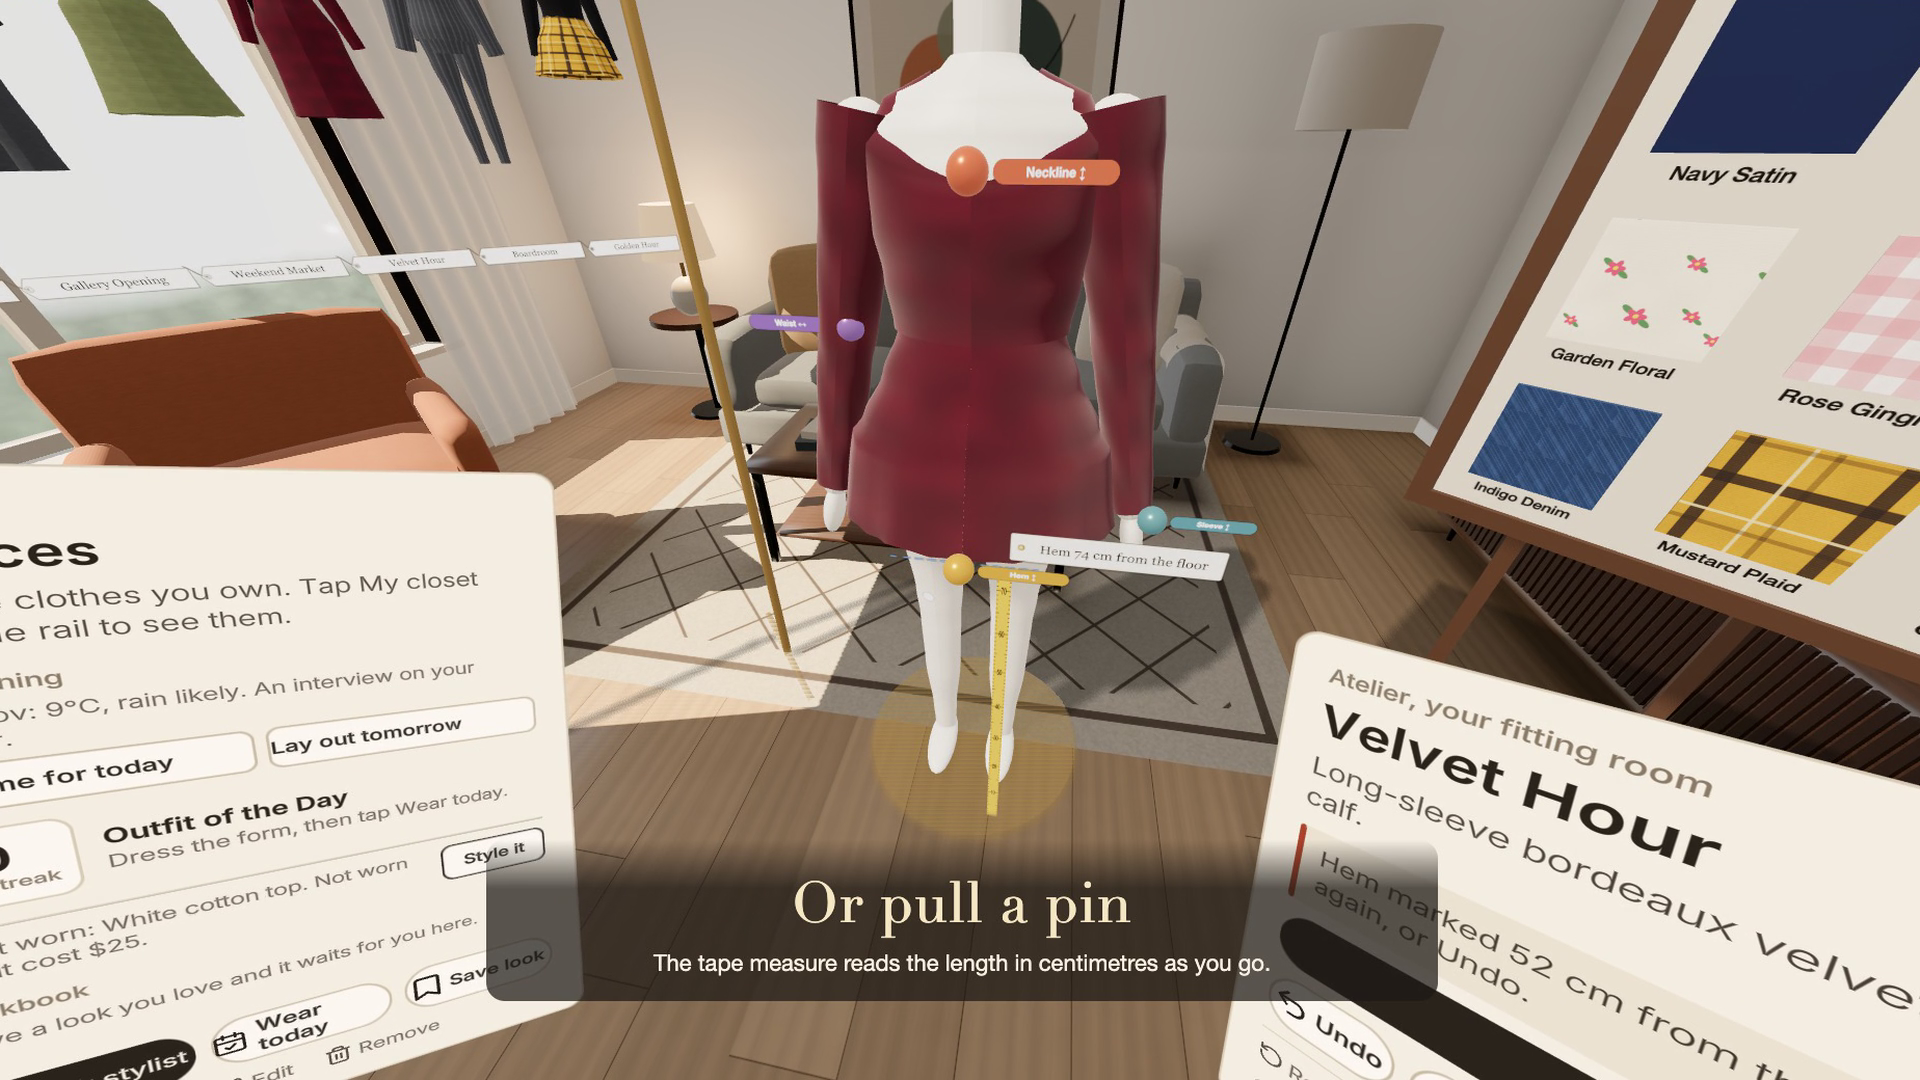 Navy Satin
Neckline
Gallery Opening
Weekend Market
Velvet Hour
Boardroom
Golden Hour
Waist
Garden Floral
Rose Ging
Indigo Denim
Mustard Plaid
Sleeve
Hem 74 cm from the floor
Hem
ces
clothes you own. Tap My closet
le rail to see them.
ning
ov: 9°C, rain likely. An interview on your
me for today
Lay out tomorrow
Outfit of the Day
Dress the form, then tap Wear today.
treak
Style it
t worn: White cotton top. Not worn
it cost $25.
kbook
e a look you love and it waits for you here.
stylist
Wear
today
Save look
Edit
Remove
Atelier, your fitting room
Velvet Hour
Long-sleeve bordeaux velve
calf.
Hem marked 52 cm from th
again, or Undo.
Undo
Or pull a pin
The tape measure reads the length in centimetres as you go.